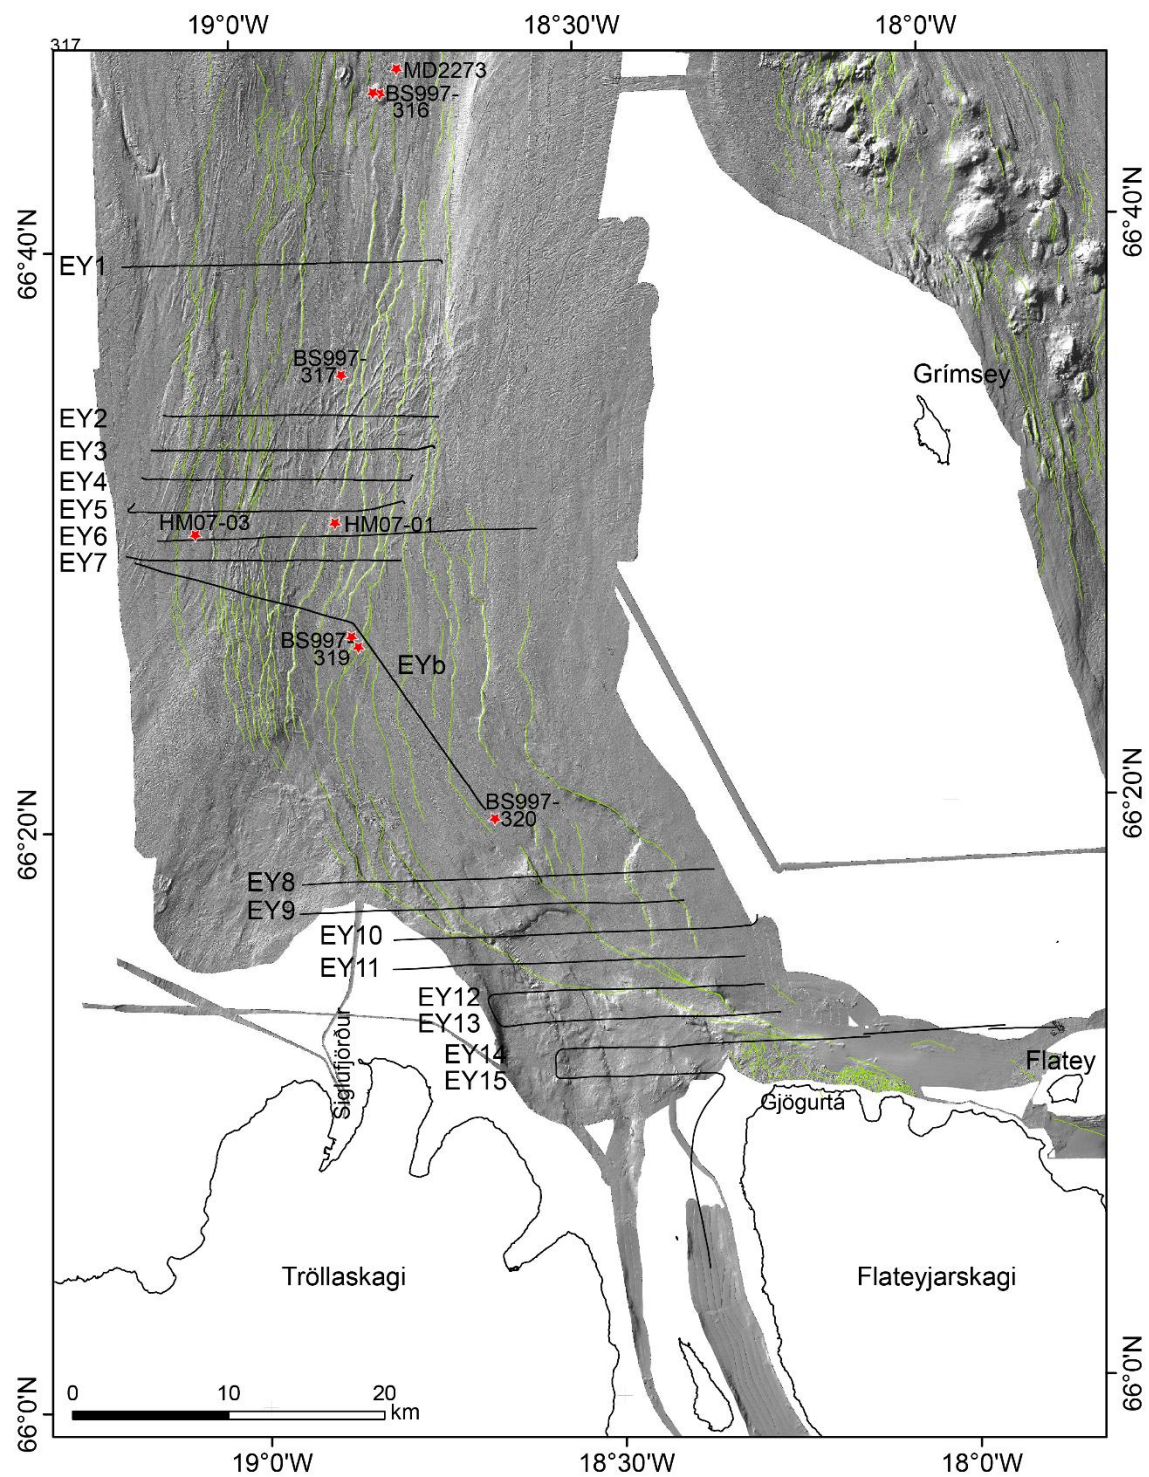 19°0'W
18°30'W
18°0'W
317
MD2273
BS997-
316
66°40'N
66°40'N
EY1
BS997-
317
Grímsey
EY2
EY3
EY4
EY5
HM07-03
HM07-01
EY6
EY7
BS997-
319
EYb
BS997-
320
66°20'N
66°20'N
EY8
EY9
EY10
EY11
EY12
EY13
EY14
EY15
Siglufjörður
Flatey
Gjögurtá
Tröllaskagi
Flateyjarskagi
0 10 20
km
66°0'N
66°0'N
19°0'W
18°30'W
18°0'W